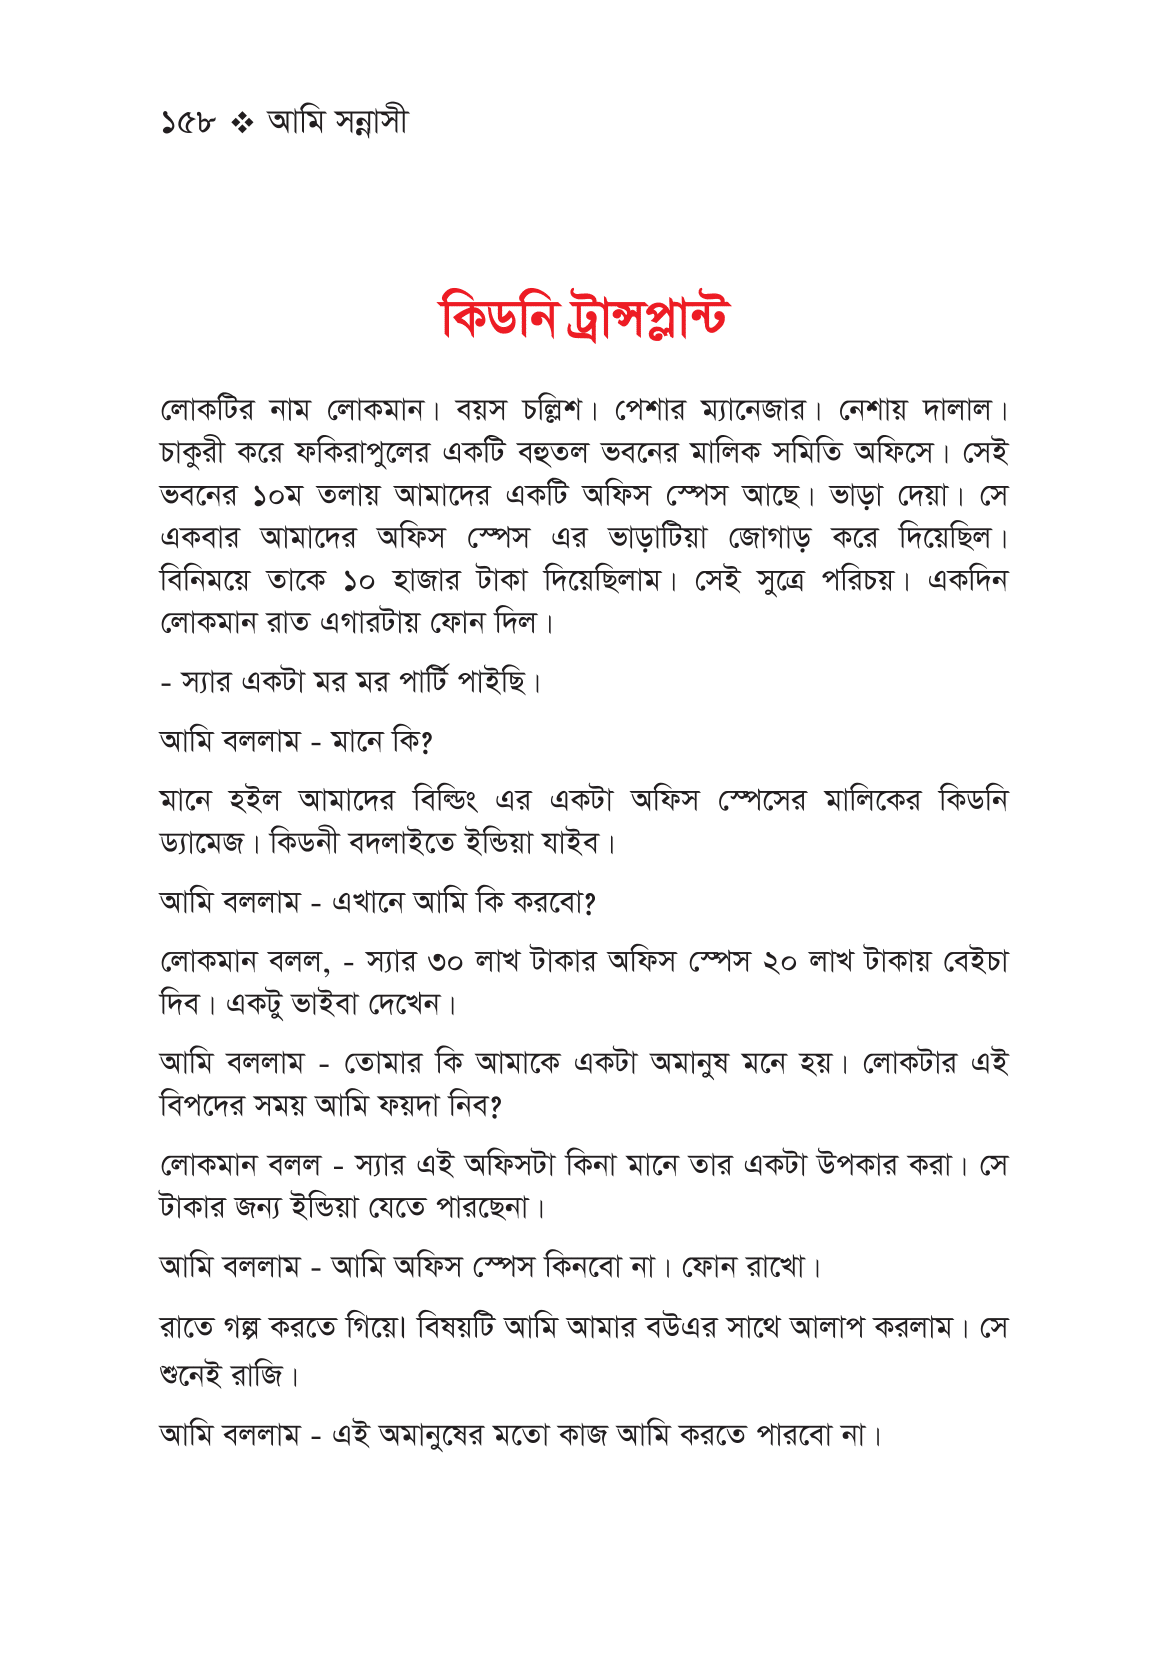 ১৫৮ ❖ আমি সন্নাসী
কিডনি ট্রান্সপ্লান্ট
লোকটির নাম লোকমান। বয়স চল্লিশ। পেশার ম্যানেজার। নেশায় দালাল।
চাকুরী করে ফকিরাপুলের একটি বহুতল ভবনের মালিক সমিতি অফিসে। সেই
ভবনের ১০ম তলায় আমাদের একটি অফিস স্পেস আছে। ভাড়া দেয়া। সে
একবার আমাদের অফিস স্পেস এর ভাড়াটিয়া জোগাড় করে দিয়েছিল।
বিনিময়ে তাকে ১০ হাজার টাকা দিয়েছিলাম। সেই সুত্রে পরিচয়। একদিন
লোকমান রাত এগারটায় ফোন দিল।
- স্যার একটা মর মর পার্টি পাইছি।
আমি বললাম - মানে কি?
মানে হইল আমাদের বিল্ডিং এর একটা অফিস স্পেসের মালিকের কিডনি
ড্যামেজ। কিডনী বদলাইতে ইন্ডিয়া যাইব।
আমি বললাম - এখানে আমি কি করবো?
লোকমান বলল, - স্যার ৩০ লাখ টাকার অফিস স্পেস ২০ লাখ টাকায় বেইচা
দিব। একটু ভাইবা দেখেন।
আমি বললাম - তোমার কি আমাকে একটা অমানুষ মনে হয়। লোকটার এই
বিপদের সময় আমি ফয়দা নিব?
লোকমান বলল - স্যার এই অফিসটা কিনা মানে তার একটা উপকার করা। সে
টাকার জন্য ইন্ডিয়া যেতে পারছেনা।
আমি বললাম - আমি অফিস স্পেস কিনবো না। ফোন রাখো।
রাতে গল্প করতে গিয়ে। বিষয়টি আমি আমার বউএর সাথে আলাপ করলাম। সে
শুনেই রাজি।
আমি বললাম - এই অমানুষের মতো কাজ আমি করতে পারবো না।